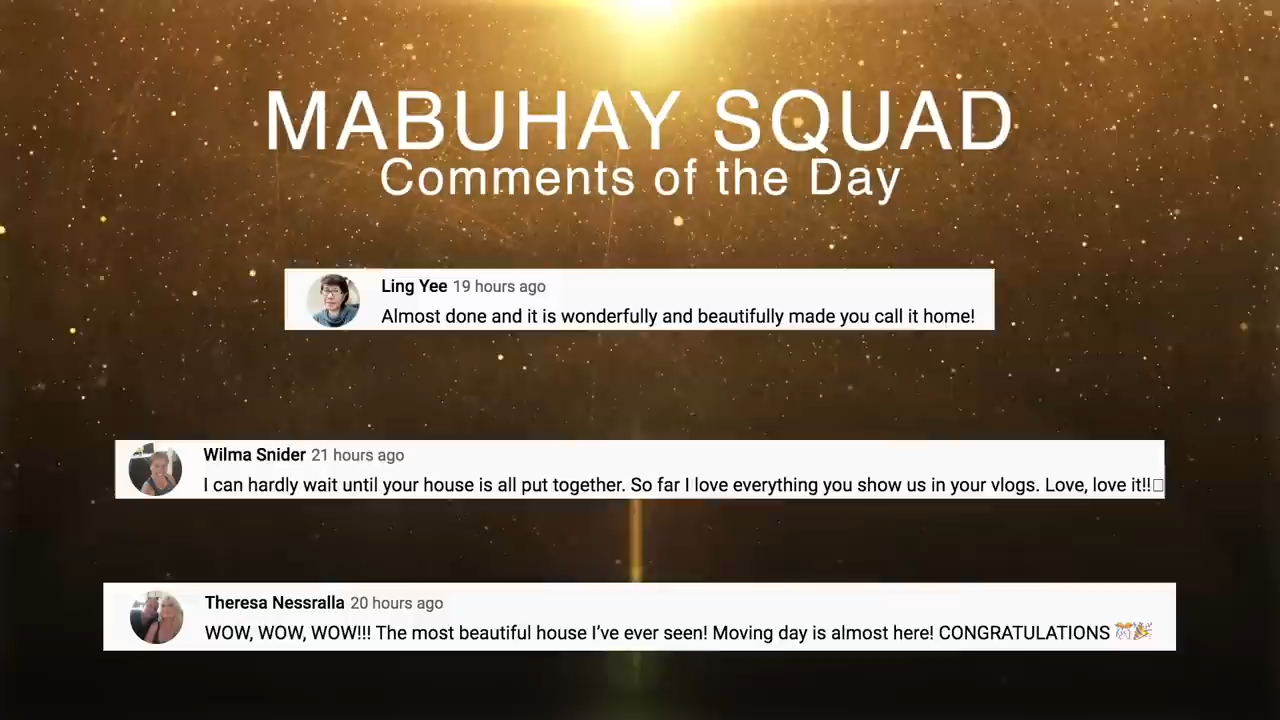 MABUHAY SQUAD
Comments of the Day
Ling Yee 19 hours ago
Almost done and it is wonderfully and beautifully made you call it home!
Wilma Snider 21 hours ago
I can hardly wait until your house is all put together. So far I love everything you show us in your vlogs. Love, love it!!
Theresa Nessralla 20 hours ago
WOW, WOW, WOW!!! The most beautiful house I’ve ever seen! Moving day is almost here! CONGRATULATIONS 🎊🎉